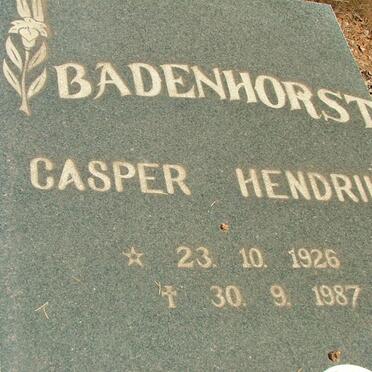 BADENHORST
CASPER HENDRI
☆ 23. 10. 1926
✝ 30. 9. 1987